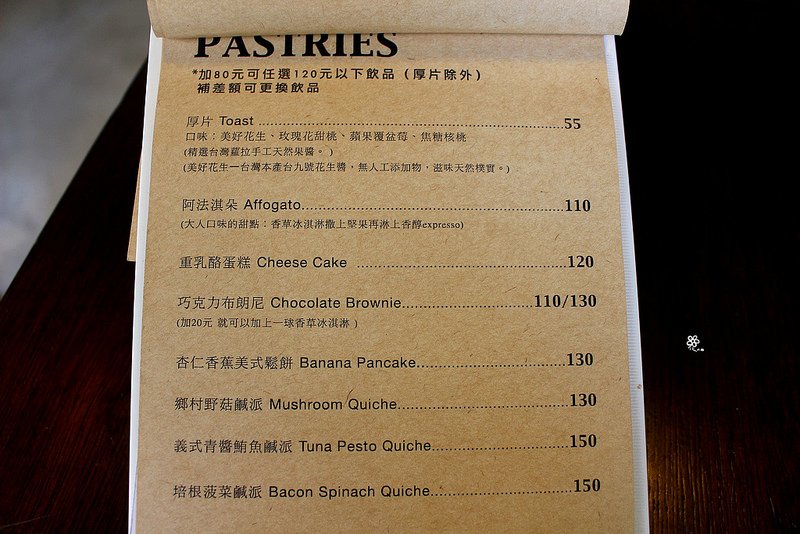 PASTRIES
*加80元可任選120元以下飲品（厚片除外）
補差額可更換飲品
厚片 Toast 55
口味：美好花生、玫瑰花甜桃、蘋果覆盆莓、焦糖核桃
(精選台灣蘿拉手工天然果醬。)
(美好花生—台灣本產台九號花生醬，無人工添加物，滋味天然樸實。)
阿法淇朵 Affogato 110
(大人口味的甜點：香草冰淇淋撒上堅果再淋上香醇expresso)
重乳酪蛋糕 Cheese Cake 120
巧克力布朗尼 Chocolate Brownie 110/130
(加20元 就可以加上一球香草冰淇淋 )
杏仁香蕉美式鬆餅 Banana Pancake 130
鄉村野菇鹹派 Mushroom Quiche 130
義式青醬鮪魚鹹派 Tuna Pesto Quiche 150
培根菠菜鹹派 Bacon Spinach Quiche 150